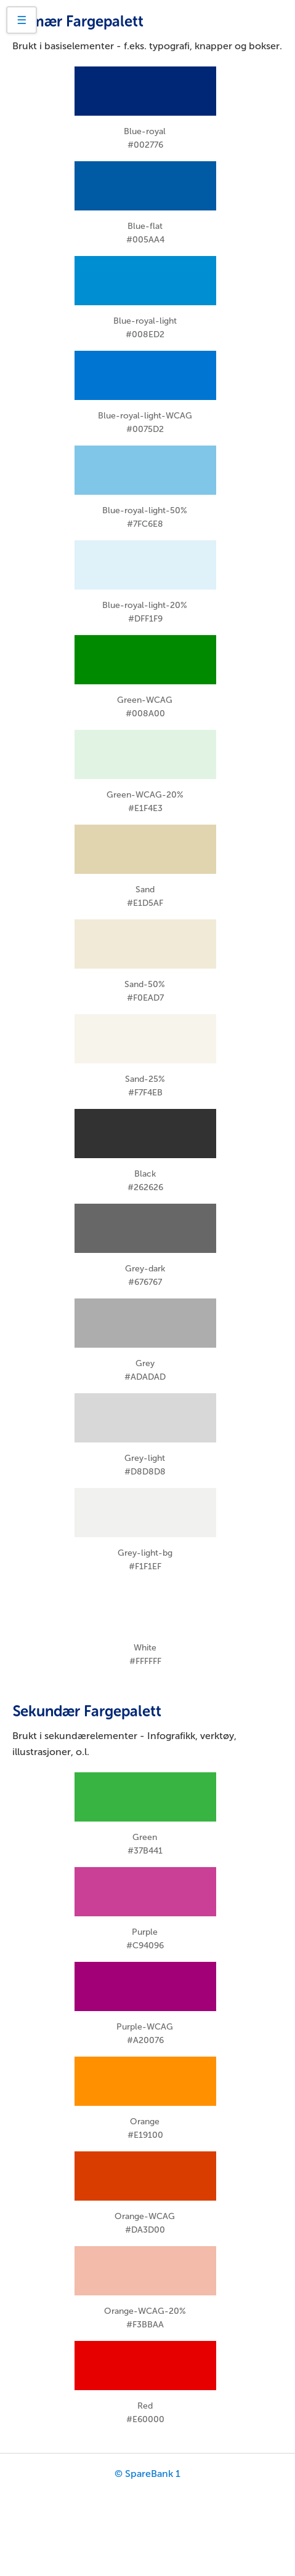 mær Fargepalett
Brukt i basiselementer - f.eks. typografi, knapper og bokser.
Blue-royal
#002776
Blue-flat
#005AA4
Blue-royal-light
#008ED2
Blue-royal-light-WCAG
#0075D2
Blue-royal-light-50%
#7FC6E8
Blue-royal-light-20%
#DFF1F9
Green-WCAG
#008A00
Green-WCAG-20%
#E1F4E3
Sand
#E1D5AF
Sand-50%
#F0EAD7
Sand-25%
#F7F4EB
Black
#262626
Grey-dark
#676767
Grey
#ADADAD
Grey-light
#D8D8D8
Grey-light-bg
#F1F1EF
White
#FFFFFF
Sekundær Fargepalett
Brukt i sekundærelementer - Infografikk, verktøy,
illustrasjoner, o.l.
Green
#37B441
Purple
#C94096
Purple-WCAG
#A20076
Orange
#E19100
Orange-WCAG
#DA3D00
Orange-WCAG-20%
#F3BBAA
Red
#E60000
© SpareBank 1